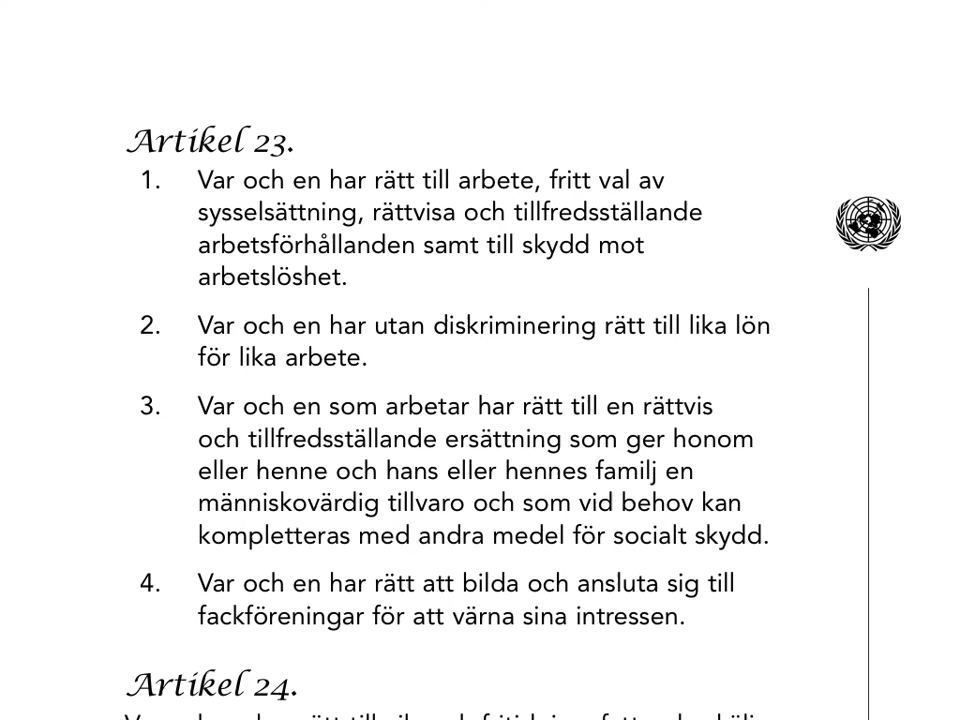 Artikel 23.
1. Var och en har rätt till arbete, fritt val av
sysselsättning, rättvisa och tillfredsställande
arbetsförhållanden samt till skydd mot
arbetslöshet.
2. Var och en har utan diskriminering rätt till lika lön
för lika arbete.
3. Var och en som arbetar har rätt till en rättvis
och tillfredsställande ersättning som ger honom
eller henne och hans eller hennes familj en
människovärdig tillvaro och som vid behov kan
kompletteras med andra medel för socialt skydd.
4. Var och en har rätt att bilda och ansluta sig till
fackföreningar för att värna sina intressen.
Artikel 24.